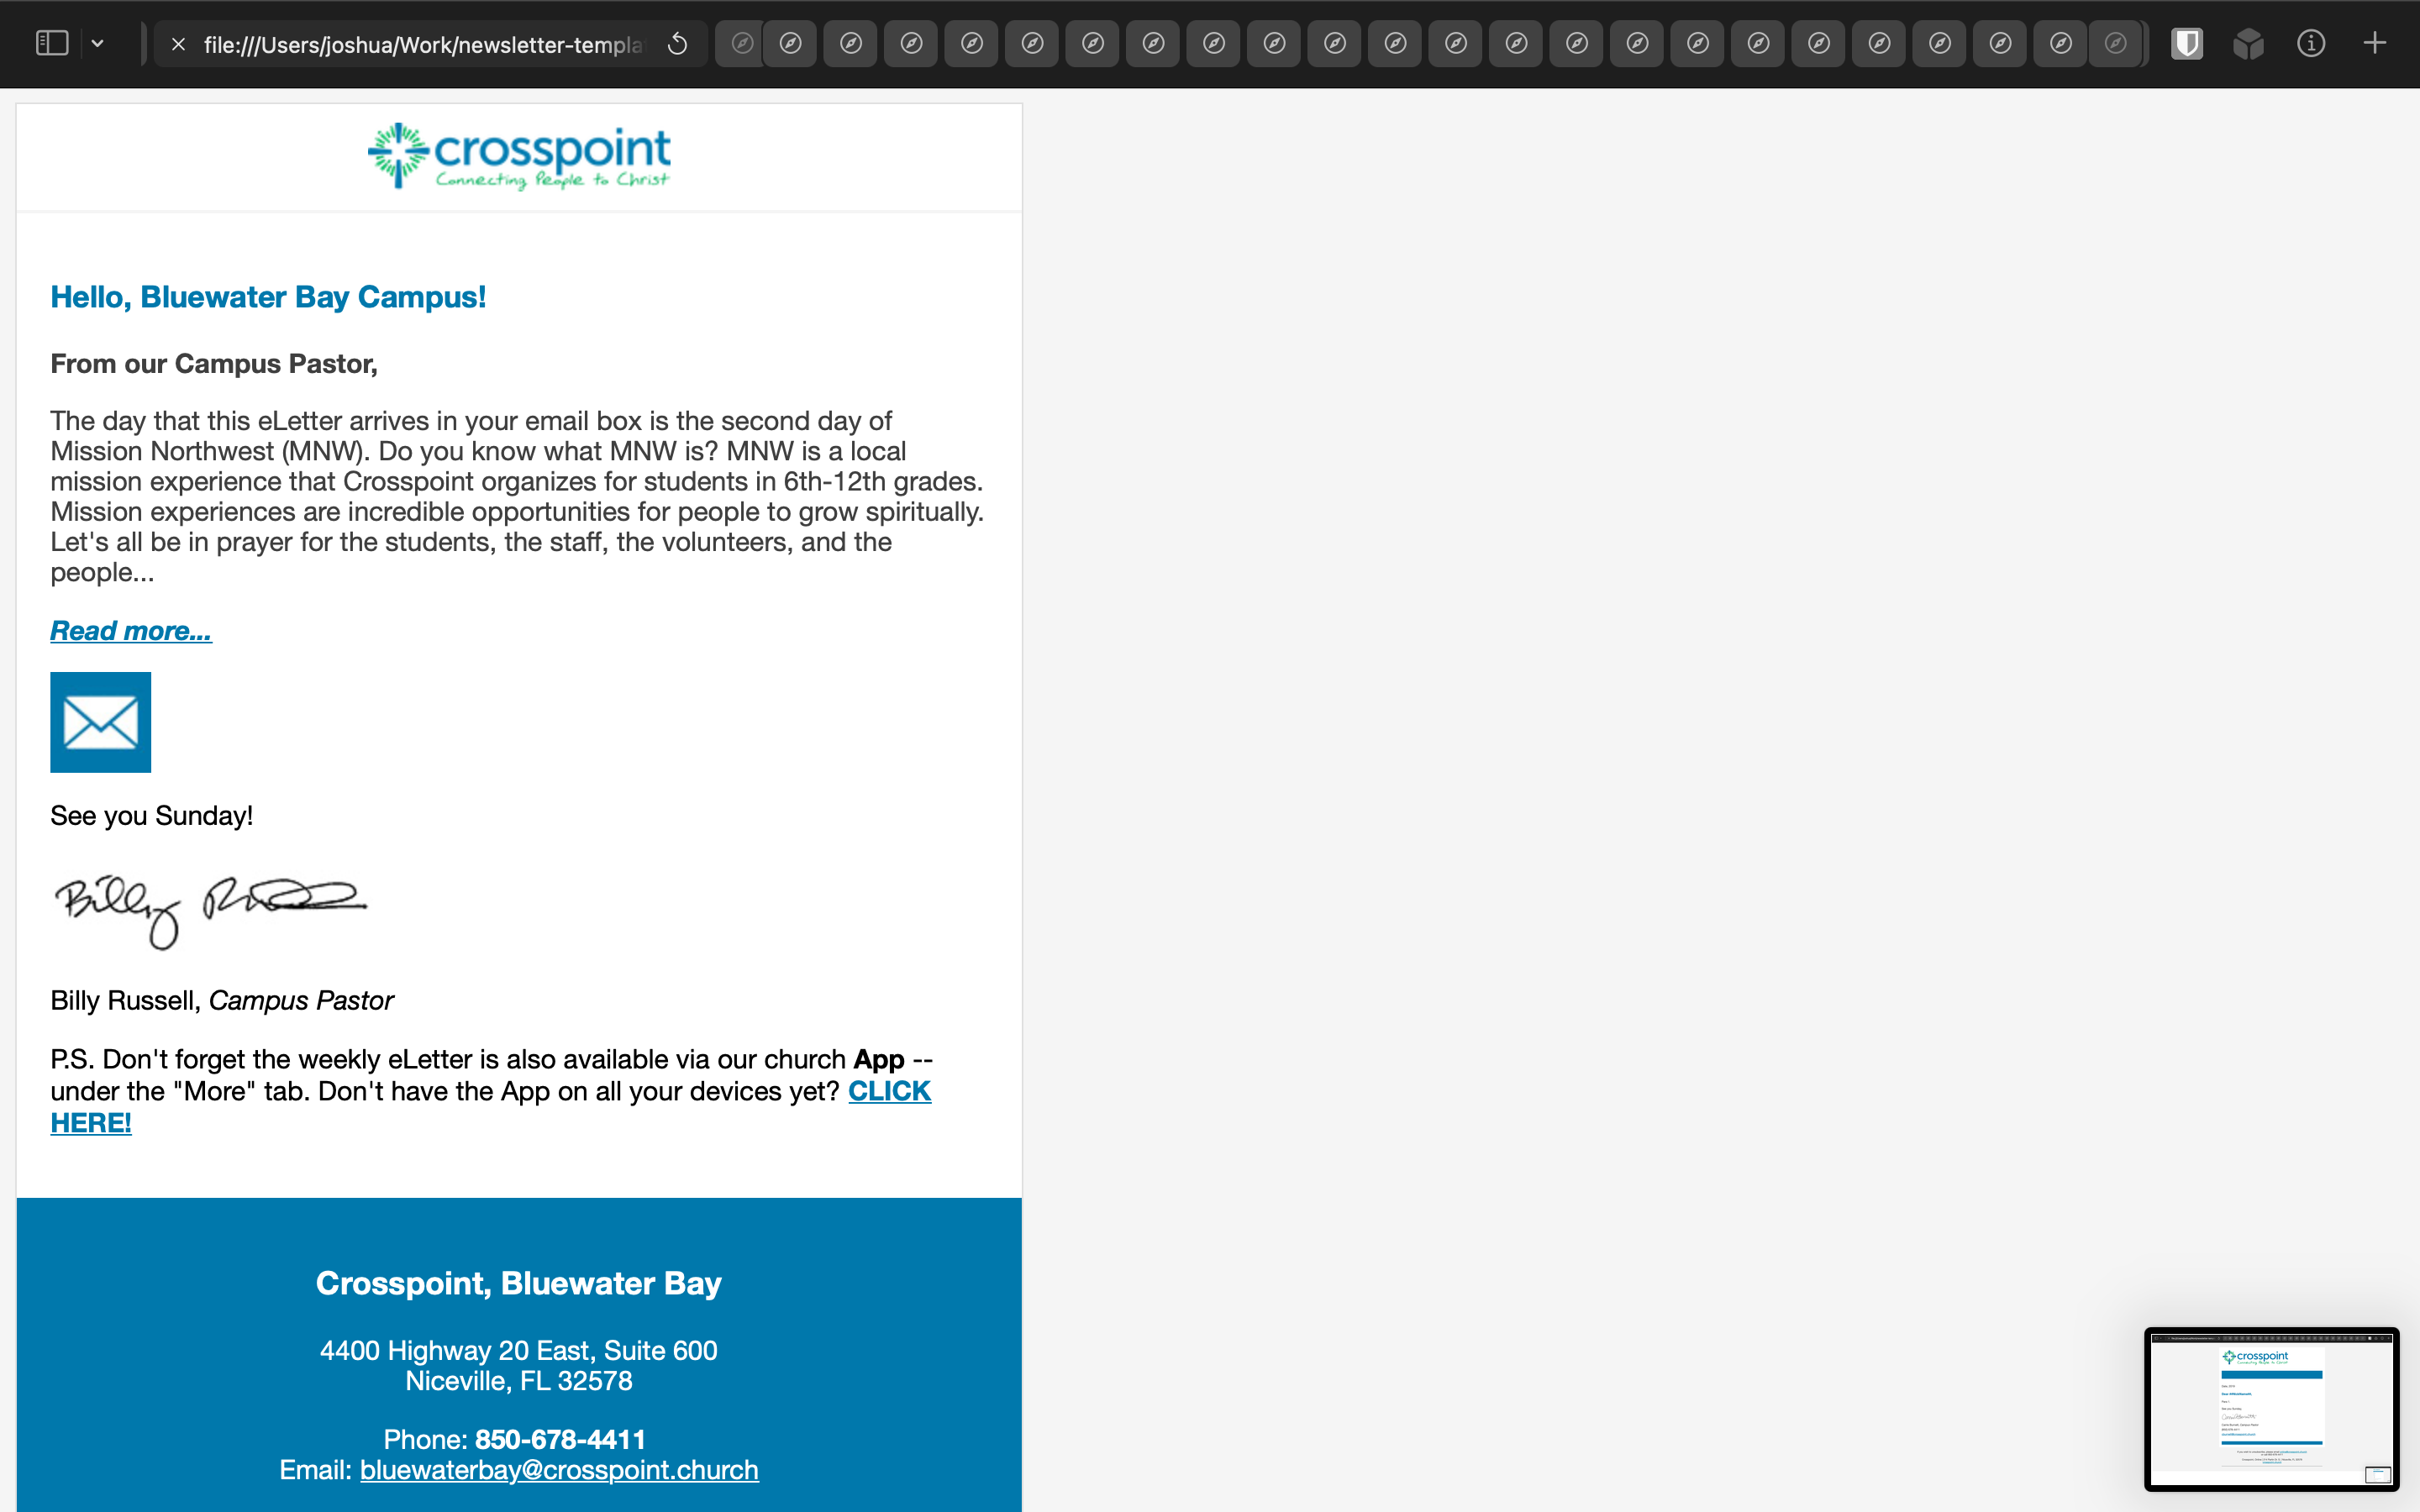 file:///Users/joshua/Work/newsletter-templa
crosspoint
Connecting People to Christ
Hello, Bluewater Bay Campus!
From our Campus Pastor,
The day that this eLetter arrives in your email box is the second day of
Mission Northwest (MNW). Do you know what MNW is? MNW is a local
mission experience that Crosspoint organizes for students in 6th-12th grades.
Mission experiences are incredible opportunities for people to grow spiritually.
Let's all be in prayer for the students, the staff, the volunteers, and the
people...
Read more...
See you Sunday!
Billy
Billy Russell, Campus Pastor
P.S. Don't forget the weekly eLetter is also available via our church App --
under the "More" tab. Don't have the App on all your devices yet? CLICK
HERE!
Crosspoint, Bluewater Bay
4400 Highway 20 East, Suite 600
Niceville, FL 32578
Phone: 850-678-4411
Email: bluewaterbay@crosspoint.church
crosspoint